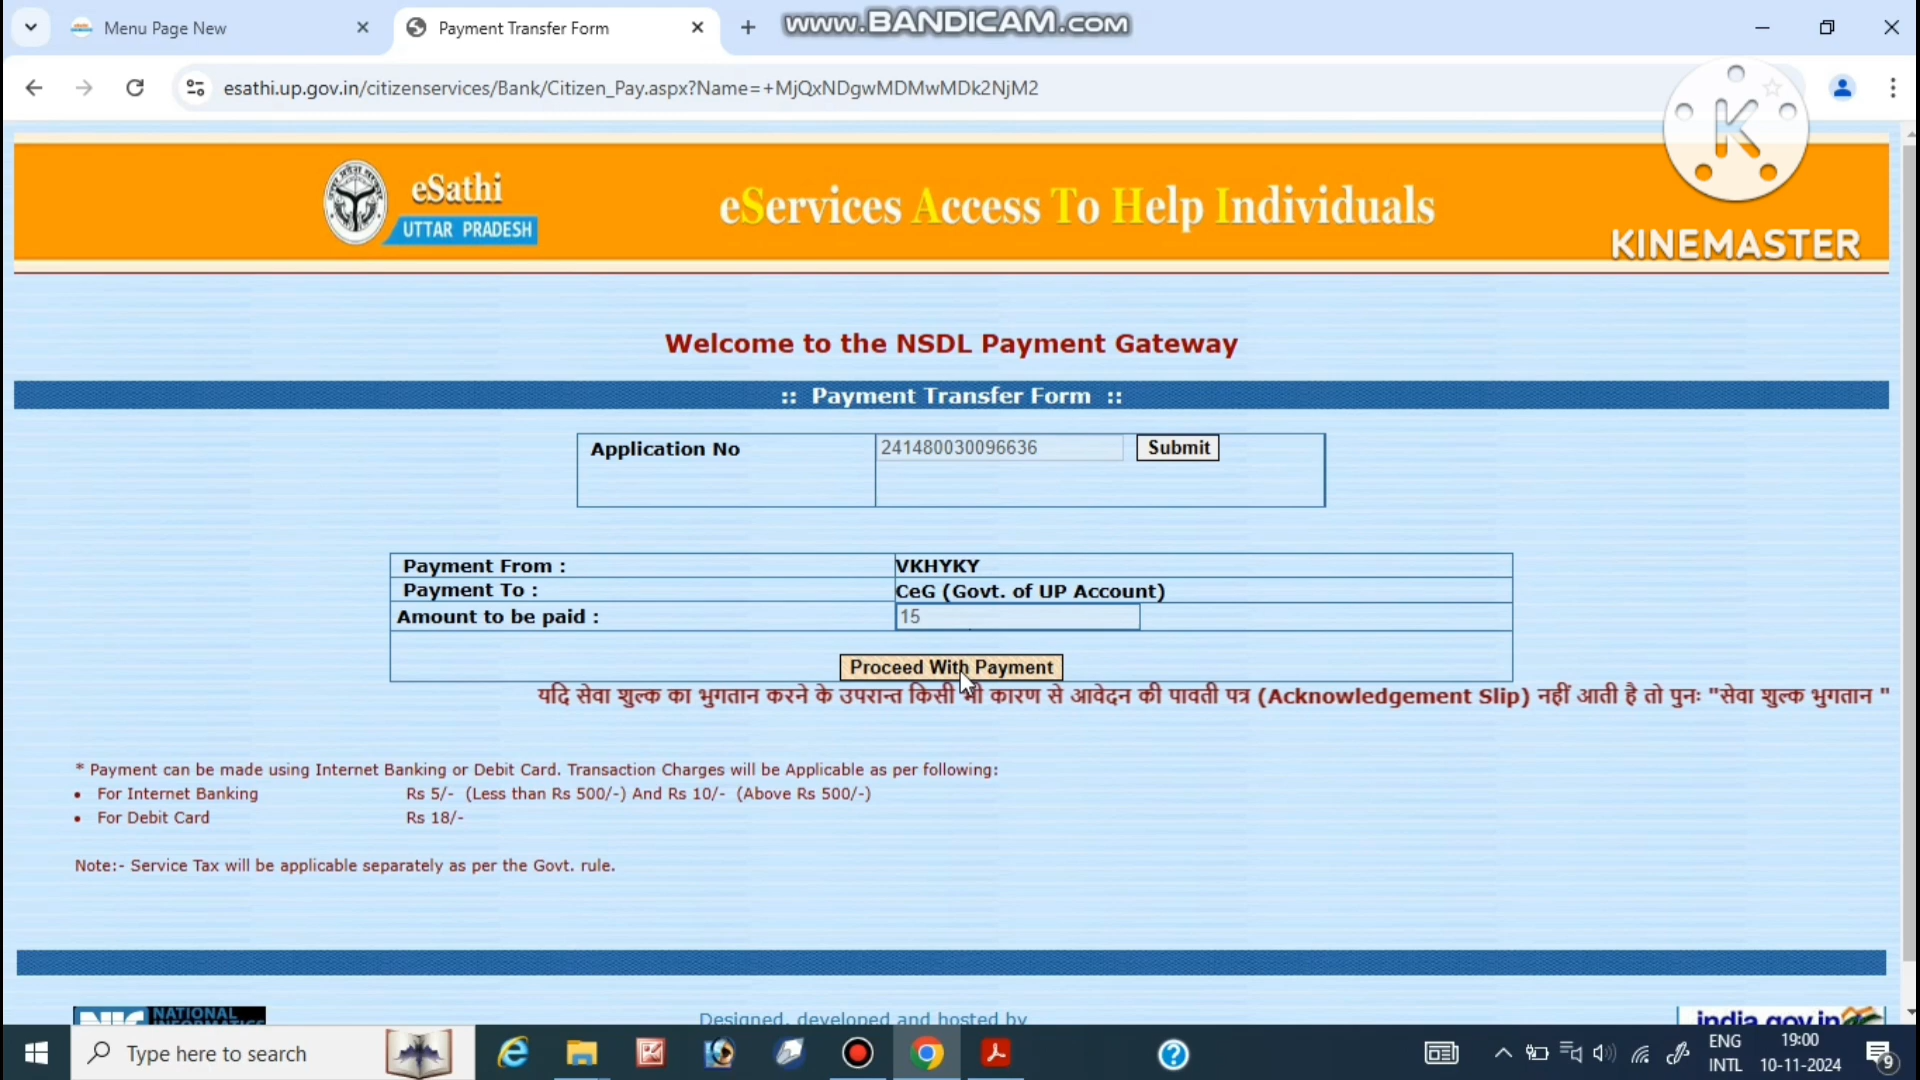 www.BANDICAM.com
Menu Page New
Payment Transfer Form
esathi.up.gov.in/citizenservices/Bank/Citizen_Pay.aspx?Name=+MjQxNDgwMDMwMDk2NjM2
K
KINEMASTER
eSathi
UTTAR PRADESH
eServices Access To Help Individuals
Welcome to the NSDL Payment Gateway
:: Payment Transfer Form ::
Application No 241480030096636 Submit
Payment From : VKHYKY
Payment To : CeG (Govt. of UP Account)
Amount to be paid : 15
Proceed With Payment
यदि सेवा शुल्क का भुगतान करने के उपरान्त किसी भी कारण से आवेदन की पावती पत्र (Acknowledgement Slip) नहीं आती है तो पुनः "सेवा शुल्क भुगतान "
* Payment can be made using Internet Banking or Debit Card. Transaction Charges will be Applicable as per following:
• For Internet Banking Rs 5/- (Less than Rs 500/-) And Rs 10/- (Above Rs 500/-)
• For Debit Card Rs 18/-
Note:- Service Tax will be applicable separately as per the Govt. rule.
NATIONAL
Designed, developed and hosted by
india.gov.in
Type here to search
ENG
INTL
19:00
10-11-2024
9